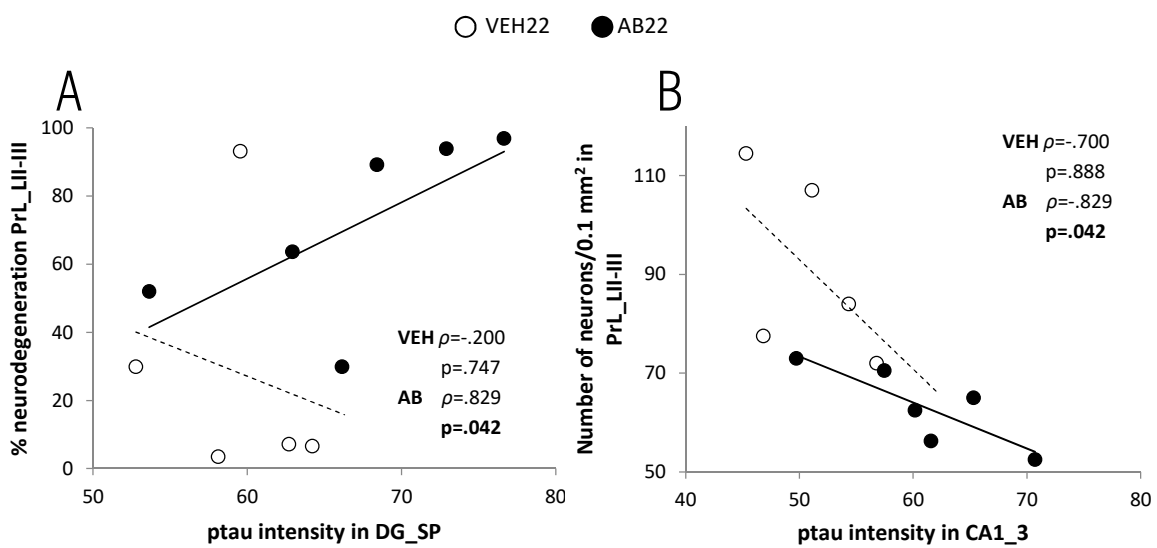 VEH22 AB22
A
% neurodegeneration PrL_LII-III
100
80
60
40
20
0
VEH ρ=-.200
p=.747
AB ρ=.829
p=.042
50 60 70 80
ptau intensity in DG_SP
B
Number of neurons/0.1 mm² in
PrL_LII-III
110
90
70
50
VEH ρ=-.700
p=.888
AB ρ=-.829
p=.042
40 50 60 70 80
ptau intensity in CA1_3